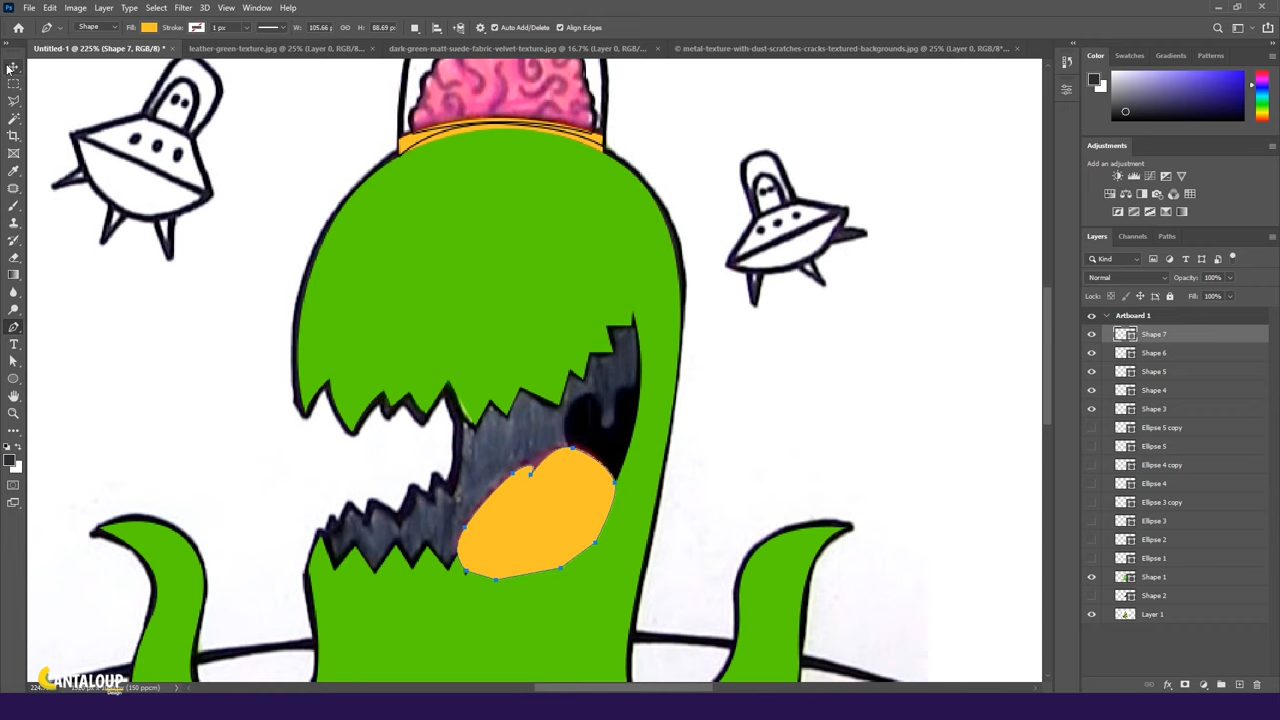 File Edit Image Layer Type Select Filter 3D View Window Help
Shape Fill: Stroke: 1 px W: 105.66 H: 88.69 px Auto Add/Delete Align Edges
Untitled-1 @ 225% (Shape 7, RGB/8) * × leather-green-texture.jpg @ 25% (Layer 0, RGB/8... × dark-green-matt-suede-fabric-velvet-texture.jpg @ 16.7% (Layer 0, RGB/... × © metal-texture-with-dust-scratches-cracks-textured-backgrounds.jpg @ 25% (Layer 0, RGB/8*... ×
Color Swatches Gradients Patterns
Adjustments
Add an adjustment
Layers Channels Paths
Kind
Normal Opacity: 100%
Lock: Fill: 100%
Artboard 1
Shape 7
Shape 6
Shape 5
Shape 4
Shape 3
Ellipse 5 copy
Ellipse 5
Ellipse 4 copy
Ellipse 4
Ellipse 3 copy
Ellipse 3
Ellipse 2
Ellipse 1
Shape 1
Shape 2
Layer 1
CANTALOUP
Design
(150 ppcm)